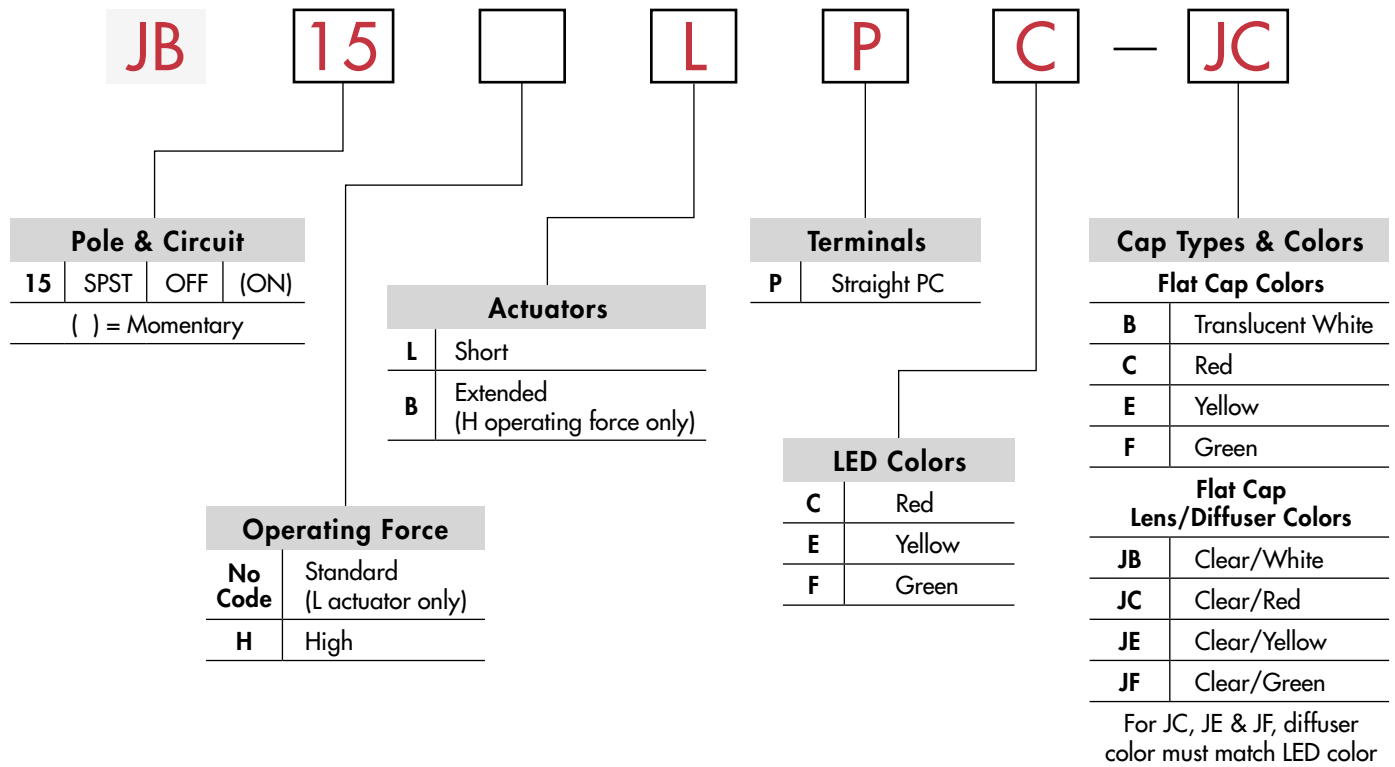 JB 15 L P C — JC
Pole & Circuit
15 SPST OFF (ON)
( ) = Momentary
Operating Force
No Code Standard (L actuator only)
H High
Actuators
L Short
B Extended (H operating force only)
Terminals
P Straight PC
LED Colors
C Red
E Yellow
F Green
Cap Types & Colors
Flat Cap Colors
B Translucent White
C Red
E Yellow
F Green
Flat Cap
Lens/Diffuser Colors
JB Clear/White
JC Clear/Red
JE Clear/Yellow
JF Clear/Green
For JC, JE & JF, diffuser
color must match LED color